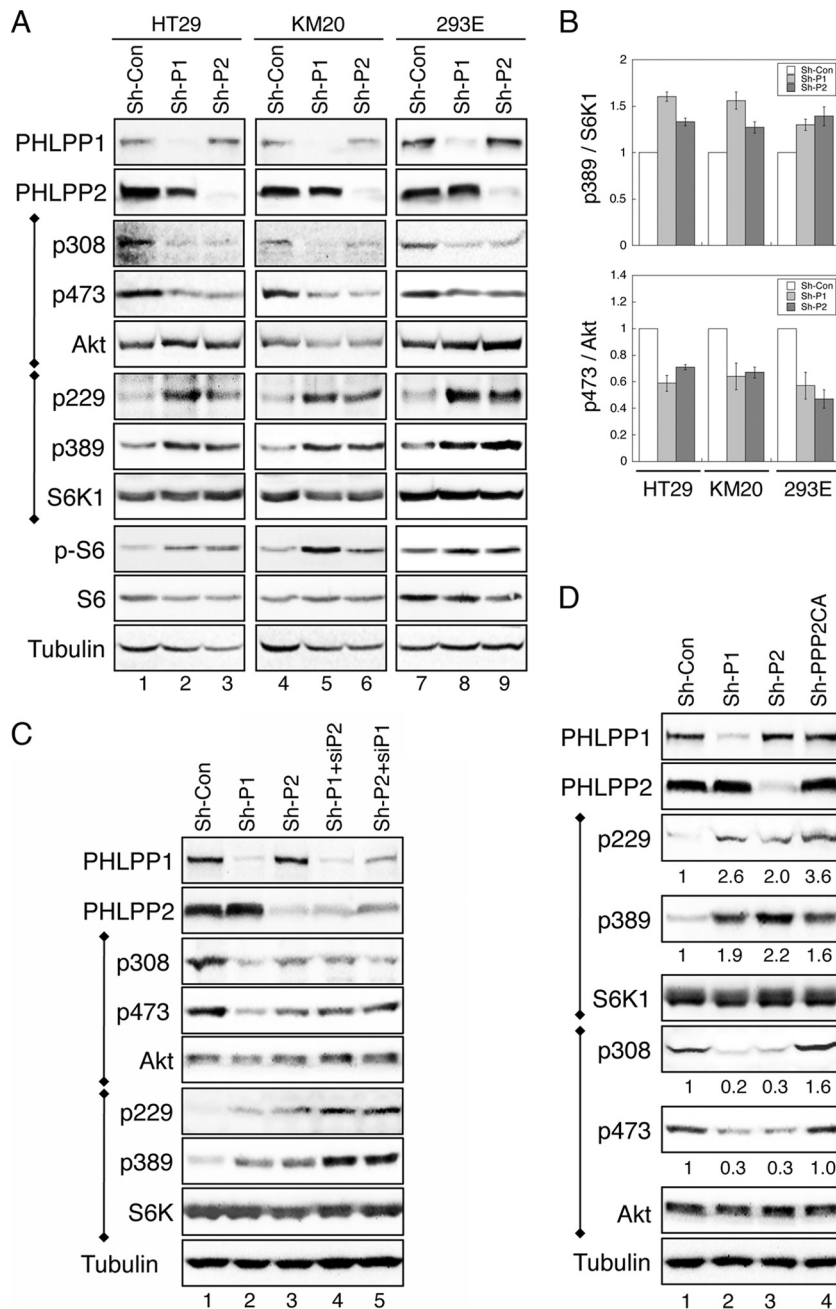 A
HT29 KM20 293E
Sh-Con Sh-P1 Sh-P2 Sh-Con Sh-P1 Sh-P2 Sh-Con Sh-P1 Sh-P2
PHLPP1
PHLPP2
p308
p473
Akt
p229
p389
S6K1
p-S6
S6
Tubulin
1 2 3 4 5 6 7 8 9
B
p389 / S6K1
2
1.5
1
0.5
0
Sh-Con
Sh-P1
Sh-P2
p473 / Akt
1.4
1.2
1
0.8
0.6
0.4
0.2
0
Sh-Con
Sh-P1
Sh-P2
HT29 KM20 293E
C
Sh-Con Sh-P1 Sh-P2 Sh-P1+siP2 Sh-P2+siP1
PHLPP1
PHLPP2
p308
p473
Akt
p229
p389
S6K
Tubulin
1 2 3 4 5
D
Sh-Con Sh-P1 Sh-P2 Sh-PPP2CA
PHLPP1
PHLPP2
p229
1 2.6 2.0 3.6
p389
1 1.9 2.2 1.6
S6K1
p308
1 0.2 0.3 1.6
p473
1 0.3 0.3 1.0
Akt
Tubulin
1 2 3 4